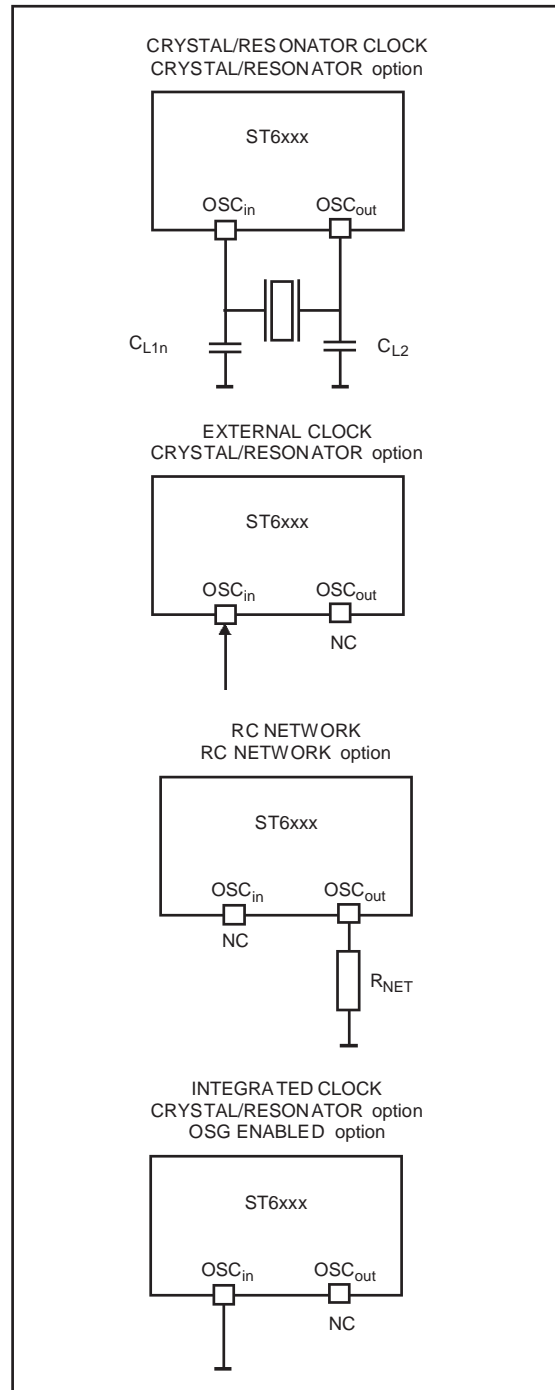 CRYSTAL/RESONATOR CLOCK
CRYSTAL/RESONATOR option
ST6xxx
OSCin OSCout
CL1n CL2
EXTERNAL CLOCK
CRYSTAL/RESONATOR option
ST6xxx
OSCin OSCout
NC
RC NETWORK
RC NETWORK option
ST6xxx
OSCin OSCout
NC
RNET
INTEGRATED CLOCK
CRYSTAL/RESONATOR option
OSG ENABLED option
ST6xxx
OSCin OSCout
NC